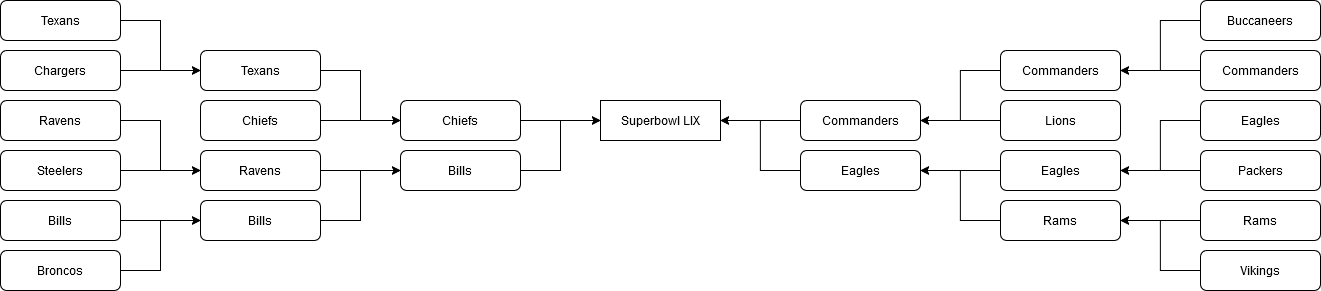 Texans
Buccaneers
Chargers
Texans
Commanders
Commanders
Ravens
Chiefs
Chiefs
Superbowl LIX
Commanders
Lions
Eagles
Steelers
Ravens
Bills
Eagles
Eagles
Packers
Bills
Bills
Rams
Rams
Broncos
Vikings